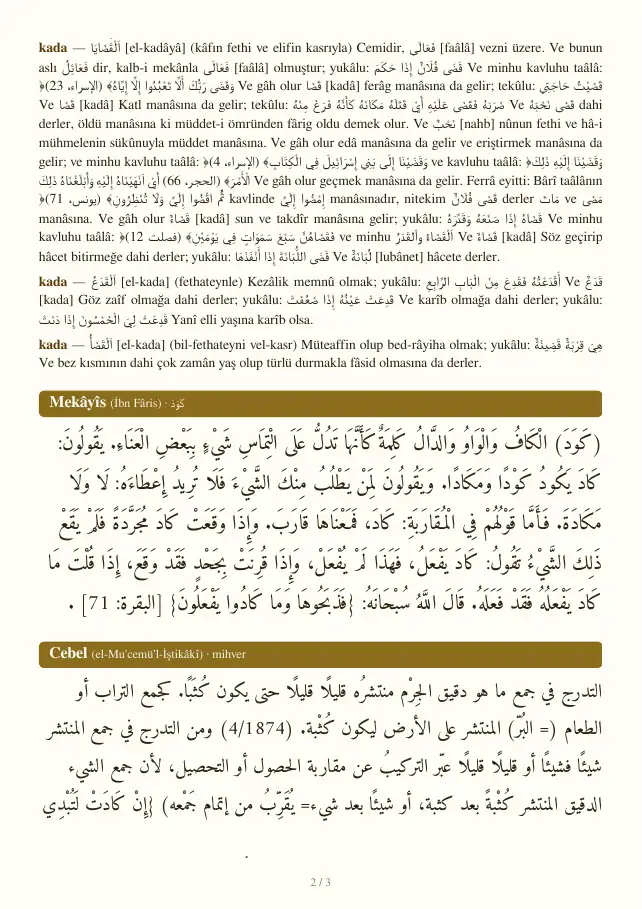 kada — اَلْقَضَايَا [el-kadâyâ] (kâfın fethi ve elifin kasrıyla) Cemidir, فَعَالَى [faâlâ] vezni üzere. Ve bunun
aslı فَعَائِلُ dir, kalb-i mekânla فَعَالَى [faâlâ] olmuştur; yukâlu: قَضَى فُلَانٌ إِذَا حَكَمَ Ve minhu kavluhu taâlâ:
﴿وَقَضَى رَبُّكَ أَلَّا تَعْبُدُوا إِلَّا إِيَّاهُ﴾ (الإسراء، 23) Ve gâh olur قَضَا [kadâ] ferâg manâsına da gelir; tekûlu: قَضَيْتُ حَاجَتِي
Ve قَضَا [kadâ] Katl manâsına da gelir; tekûlu: ضَرَبَهُ فَقَضَى عَلَيْهِ أَيْ قَتَلَهُ مَكَانَهُ كَأَنَّهُ فَرَغَ مِنْهُ Ve قَضَى نَحْبَهُ dahi
derler, öldü manâsına ki müddet-i ömründen fârig oldu demek olur. Ve نَحْبٌ [nahb] nûnun fethi ve hâ-i
mühmelenin sükûnuyla müddet manâsına. Ve gâh olur edâ manâsına da gelir ve eriştirmek manâsına da
gelir; ve minhu kavluhu taâlâ: ﴿وَقَضَيْنَا إِلَى بَنِي إِسْرَائِيلَ فِي الْكِتَابِ﴾ (الإسراء، 4) ve kavluhu taâlâ: ﴿وَقَضَيْنَا إِلَيْهِ ذَلِكَ
الْأَمْرَ﴾ (الحجر، 66) أَيْ اَنْهَيْنَاهُ إِلَيْهِ وَأَبْلَغْنَاهُ ذَلِكَ Ve gâh olur geçmek manâsına da gelir. Ferrâ eyitti: Bârî taâlânın
﴿ثُمَّ اقْضُوا إِلَيَّ وَلَا تُنْظِرُونِ﴾ (يونس، 71) kavlinde اِمْضُوا إِلَيَّ manâsınadır, nitekim قَضَى فُلَانٌ derler مَاتَ ve مَضَى
manâsına. Ve gâh olur قَضَاءٌ [kadâ] sun ve takdîr manâsına gelir; yukâlu: قَضَاهُ إِذَا صَنَعَهُ وَقَدَّرَهُ Ve minhu
kavluhu taâlâ: ﴿فَقَضَاهُنَّ سَبْعَ سَمَوَاتٍ فِي يَوْمَيْنِ﴾ (فصلت 12) ve minhu اَلْقَضَاءُ وَالْقَدَرُ Ve قَضَاءٌ [kadâ] Söz geçirip
hâcet bitirmeğe dahi derler; yukâlu: قَضَى اللُّبَانَةَ إِذَا أَنْفَذَهَا Ve لُبَانَةٌ [lubânet] hâcete derler.
kada — اَلْقَدَعُ [el-kada] (fethateynle) Kezâlik memnû olmak; yukâlu: أَقْدَعْتُهُ فَقَدِعَ مِنَ الْبَابِ الرَّابِعِ Ve قَدَعٌ
[kada] Göz zaîf olmağa dahi derler; yukâlu: قَدِعَتْ عَيْنُهُ إِذَا ضَعُفَتْ Ve karîb olmağa dahi derler; yukâlu:
قَدِعَتْ لِيَ الْخَمْسُونَ إِذَا دَنَتْ Yanî elli yaşına karîb olsa.
kada — اَلْقَضَأُ [el-kada] (bil-fethateyni vel-kasr) Müteaffin olup bed-râyiha olmak; yukâlu: هِيَ قِرْبَةٌ قَضِيئَةٌ
Ve bez kısmının dahi çok zamân yaş olup türlü durmakla fâsid olmasına da derler.
Mekâyîs (İbn Fâris) · كود
(كَوَدَ) الْكَافُ وَالْوَاوُ وَالدَّالُ كَلِمَةٌ كَأَنَّهَا تَدُلُّ عَلَى الْتِمَاسِ شَيْءٍ بِبَعْضِ الْعَنَاءِ. يَقُولُونَ:
كَادَ يَكُودُ كَوْدًا وَمَكَادًا. وَيَقُولُونَ لِمَنْ يَطْلُبُ مِنْكَ الشَّيْءَ فَلَا تُرِيدُ إِعْطَاءَهُ: لَا وَلَا
مَكَادَةَ. فَأَمَّا قَوْلُهُمْ فِي الْمُقَارَبَةِ: كَادَ، فَمَعْنَاهَا قَارَبَ. وَإِذَا وَقَعَتْ كَادَ مُجَرَّدَةً فَلَمْ يَقَعْ
ذَلِكَ الشَّيْءُ تَقُولُ: كَادَ يَفْعَلُ، فَهَذَا لَمْ يُفْعَلْ، وَإِذَا قُرِنَتْ بِجَحْدٍ فَقَدْ وَقَعَ، إِذَا قُلْتَ مَا
كَادَ يَفْعَلُهُ فَقَدْ فَعَلَهُ. قَالَ اللَّهُ سُبْحَانَهُ: {فَذَبَحُوهَا وَمَا كَادُوا يَفْعَلُونَ} [البقرة: 71] .
Cebel (el-Mu'cemü'l-İştikâkî) · mihver
التدرج في جمع ما هو دقيق الجِرْم منتشرُه قليلًا قليلًا حتى يكون كُثَبًا. كجمع التراب أو
الطعام (= البُرّ) المنتشر على الأرض ليكون كُثْبة. (4/1874) ومن التدرج في جمع المنتشر
شيئًا فشيئًا أو قليلًا قليلًا عبّر التركيبُ عن مقاربة الحصول أو التحصيل، لأن جمع الشيء
الدقيق المنتشر كُثْبةً بعد كثبة، أو شيئًا بعد شيء= يُقَرِّبُ من إتمام جَمْعه) {إِنْ كَادَتْ لَتُبْدِي
2 / 3